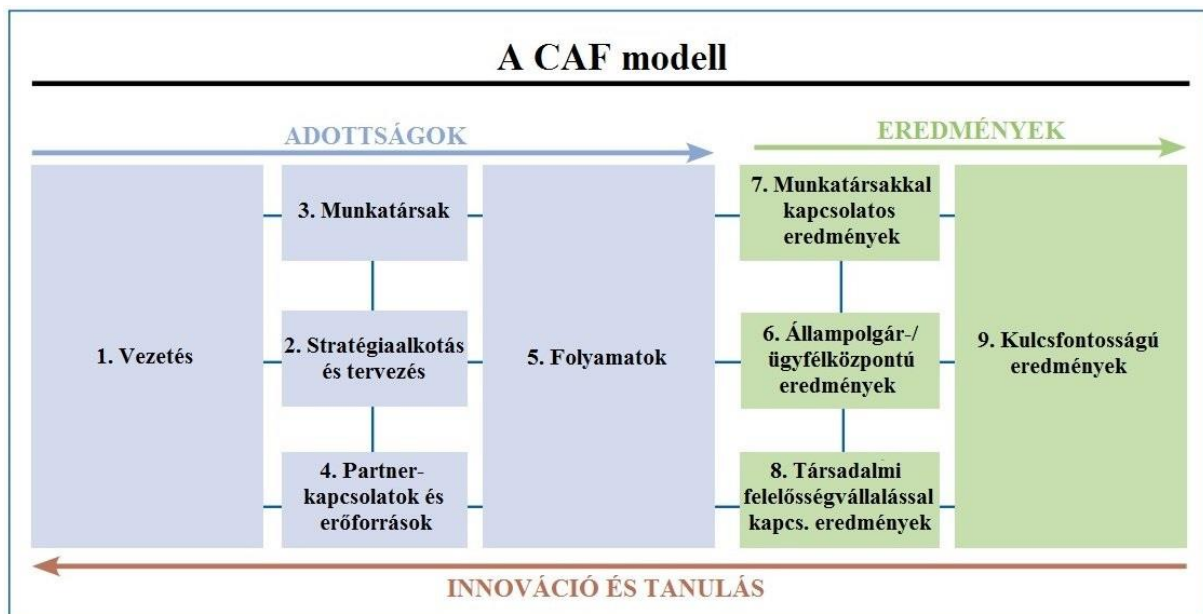 A CAF modell
ADOTTSÁGOK
EREDMÉNYEK
1. Vezetés
3. Munkatársak
2. Stratégiaalkotás
és tervezés
4. Partner-
kapcsolatok és
erőforrások
5. Folyamatok
7. Munkatársakkal
kapcsolatos
eredmények
6. Állampolgár-/
ügyfélközpontú
eredmények
8. Társadalmi
felelősségvállalással
kapcs. eredmények
9. Kulcsfontosságú
eredmények
INNOVÁCIÓ ÉS TANULÁS